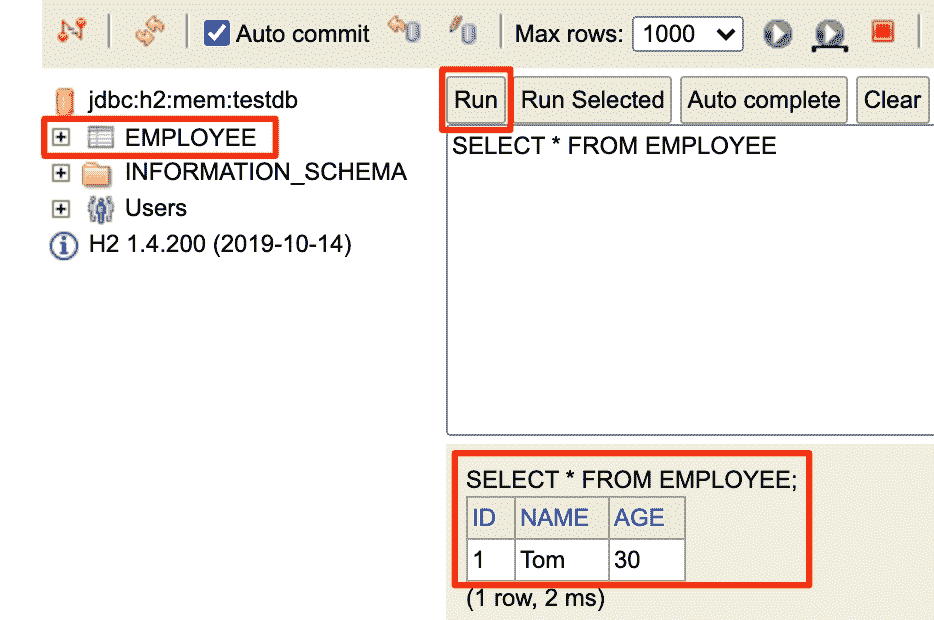 Auto commit Max rows: 1000
jdbc:h2:mem:testdb
EMPLOYEE
INFORMATION_SCHEMA
Users
H2 1.4.200 (2019-10-14)
Run Run Selected Auto complete Clear
SELECT * FROM EMPLOYEE
SELECT * FROM EMPLOYEE;
ID NAME AGE
1 Tom 30
(1 row, 2 ms)